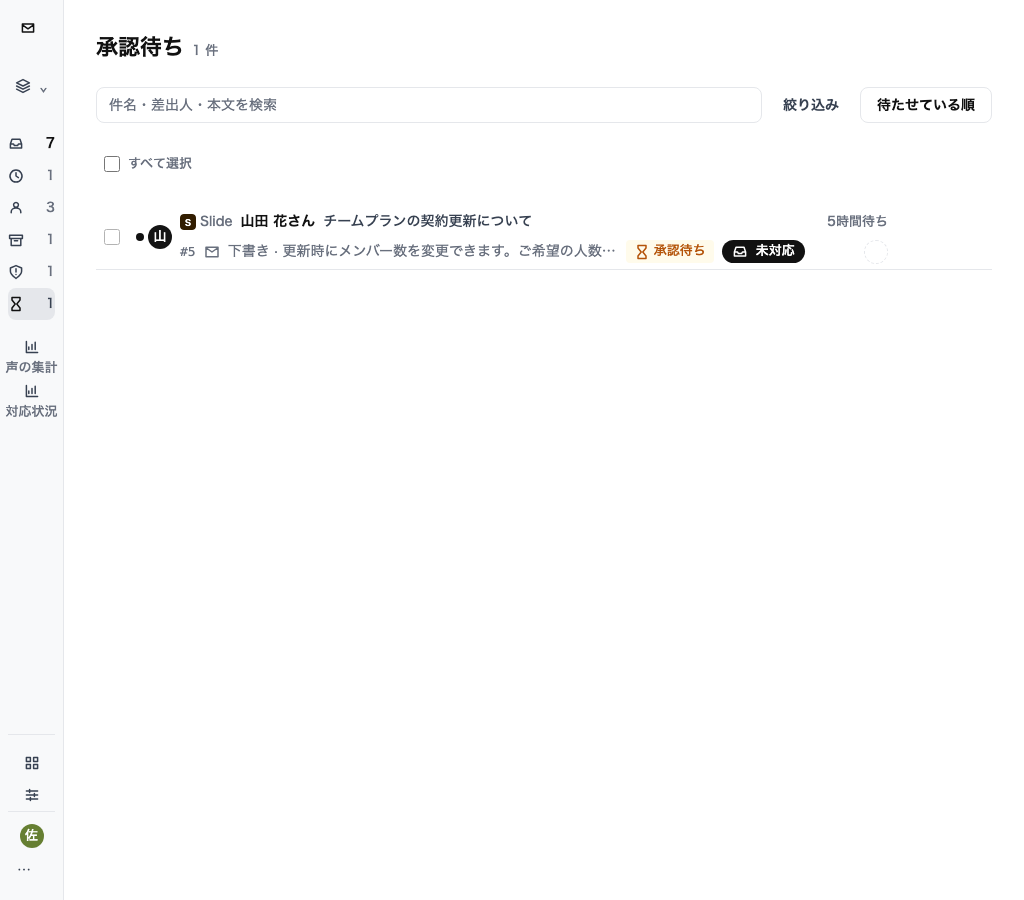 承認待ち 1 件
件名・差出人・本文を検索
絞り込み
待たせている順
7
1
3
1
1
1
声の集計
対応状況
すべて選択
山
S Slide 山田 花さん チームプランの契約更新について 5時間待ち
#5 下書き · 更新時にメンバー数を変更できます。ご希望の人数… 承認待ち 未対応
佐
…